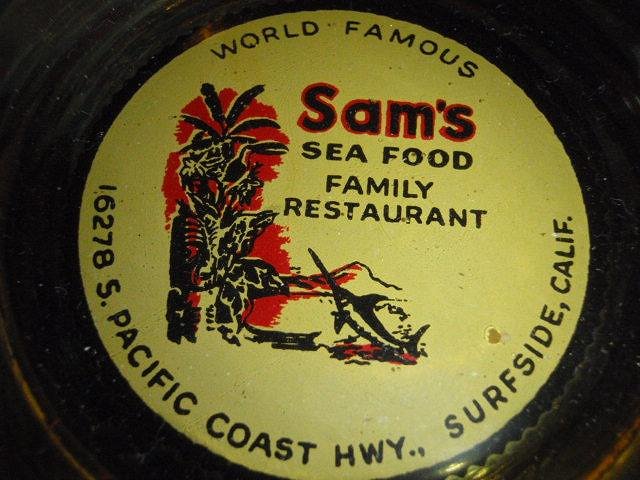 WORLD FAMOUS
Sam's
SEA FOOD
FAMILY
RESTAURANT
16278 S. PACIFIC COAST HWY., SURFSIDE, CALIF.